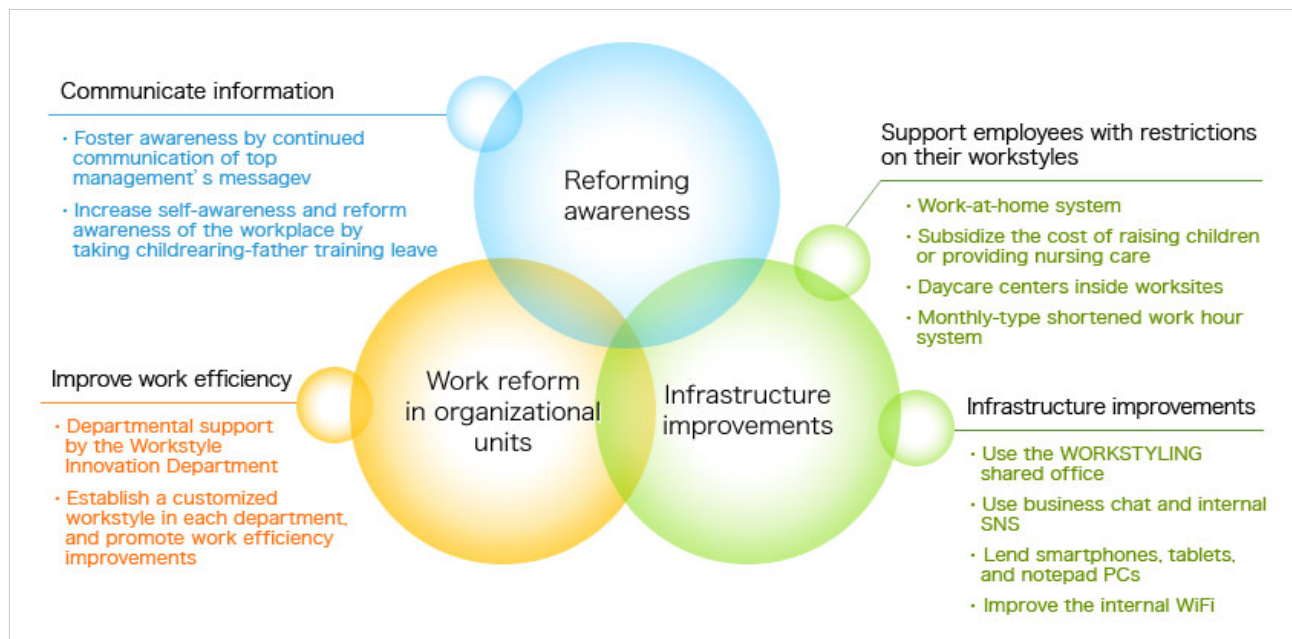 Communicate information
・Foster awareness by continued
communication of top
management's messagev
・Increase self-awareness and reform
awareness of the workplace by
taking childrearing-father training leave
Reforming
awareness
Support employees with restrictions
on their workstyles
・Work-at-home system
・Subsidize the cost of raising children
or providing nursing care
・Daycare centers inside worksites
・Monthly-type shortened work hour
system
Improve work efficiency
・Departmental support
by the Workstyle
Innovation Department
・Establish a customized
workstyle in each department,
and promote work efficiency
improvements
Work reform
in organizational
units
Infrastructure
improvements
Infrastructure improvements
・Use the WORKSTYLING
shared office
・Use business chat and internal
SNS
・Lend smartphones, tablets,
and notepad PCs
・Improve the internal WiFi